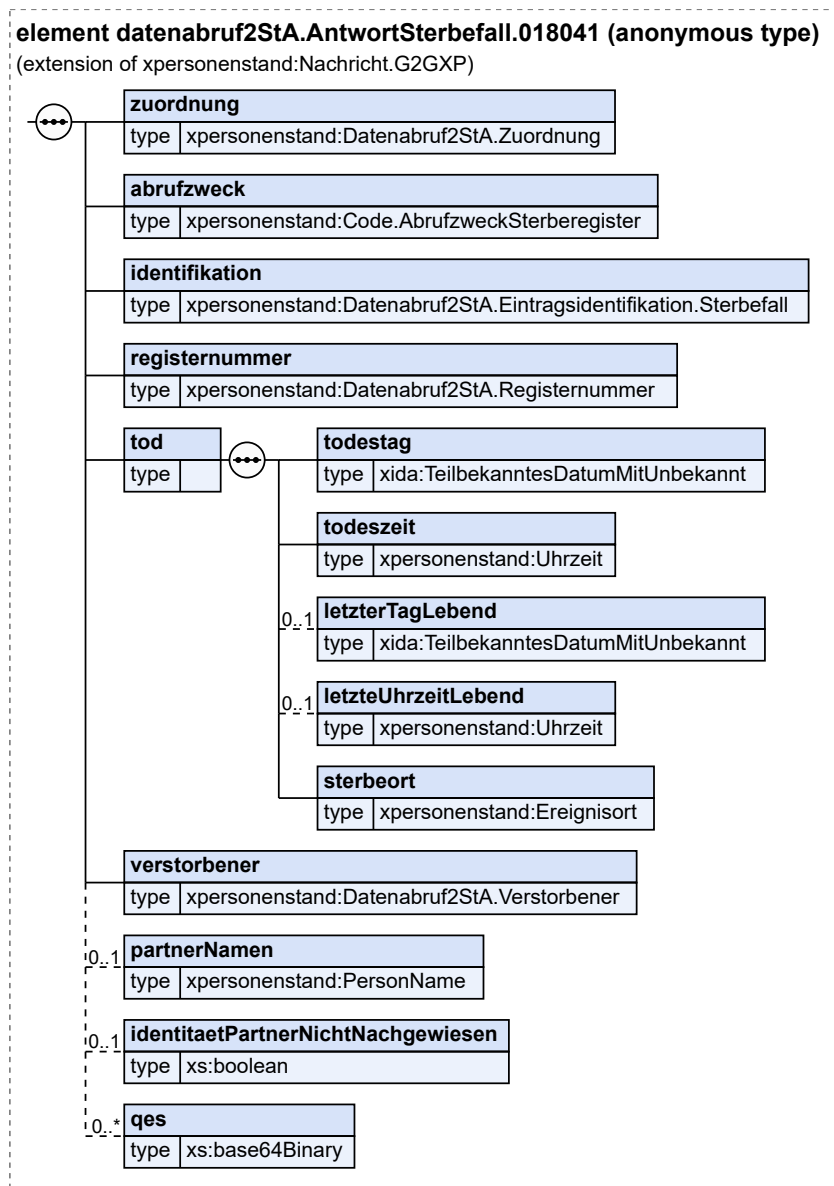 element datenabruf2StA.AntwortSterbefall.018041 (anonymous type)
(extension of xpersonenstand:Nachricht.G2GXP)
zuordnung
type xpersonenstand:Datenabruf2StA.Zuordnung
abrufzweck
type xpersonenstand:Code.AbrufzweckSterberegister
identifikation
type xpersonenstand:Datenabruf2StA.Eintragsidentifikation.Sterbefall
registernummer
type xpersonenstand:Datenabruf2StA.Registernummer
tod
type
todestag
type xida:TeilbekanntesDatumMitUnbekannt
todeszeit
type xpersonenstand:Uhrzeit
0..1
letzterTagLebend
type xida:TeilbekanntesDatumMitUnbekannt
0..1
letzteUhrzeitLebend
type xpersonenstand:Uhrzeit
sterbeort
type xpersonenstand:Ereignisort
verstorbener
type xpersonenstand:Datenabruf2StA.Verstorbener
0..1
partnerNamen
type xpersonenstand:PersonName
0..1
identitaetPartnerNichtNachgewiesen
type xs:boolean
0..*
qes
type xs:base64Binary